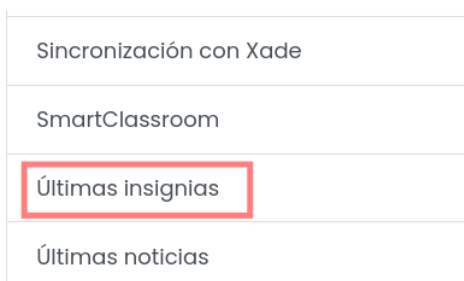 Sincronización con Xade
SmartClassroom
Últimas insignias
Últimas noticias